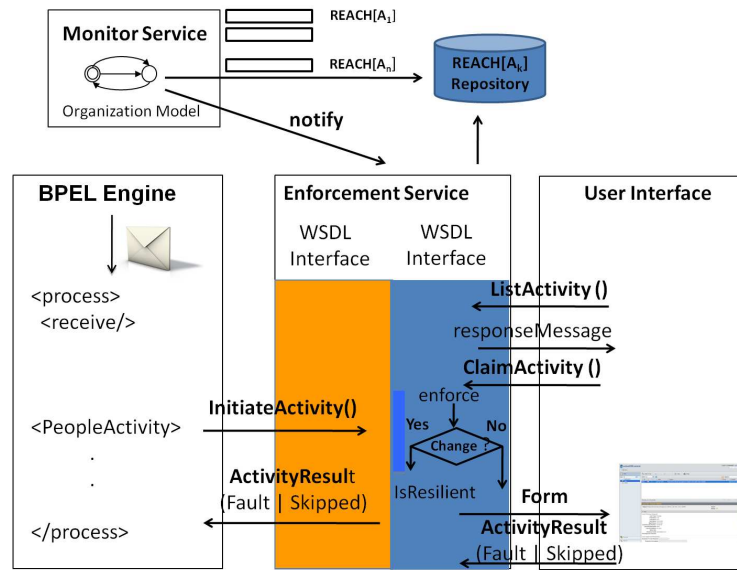 Monitor Service
Organization Model
REACH[A1]
REACH[An]
REACH[Ak]
Repository
notify
BPEL Engine
<process>
<receive/>
<PeopleActivity>
.
.
</process>
Enforcement Service
WSDL
Interface
WSDL
Interface
User Interface
ListActivity ()
responseMessage
ClaimActivity ()
enforce
InitiateActivity()
Yes
No
Change ?
IsResilient
ActivityResult
(Fault | Skipped)
Form
ActivityResult
(Fault | Skipped)